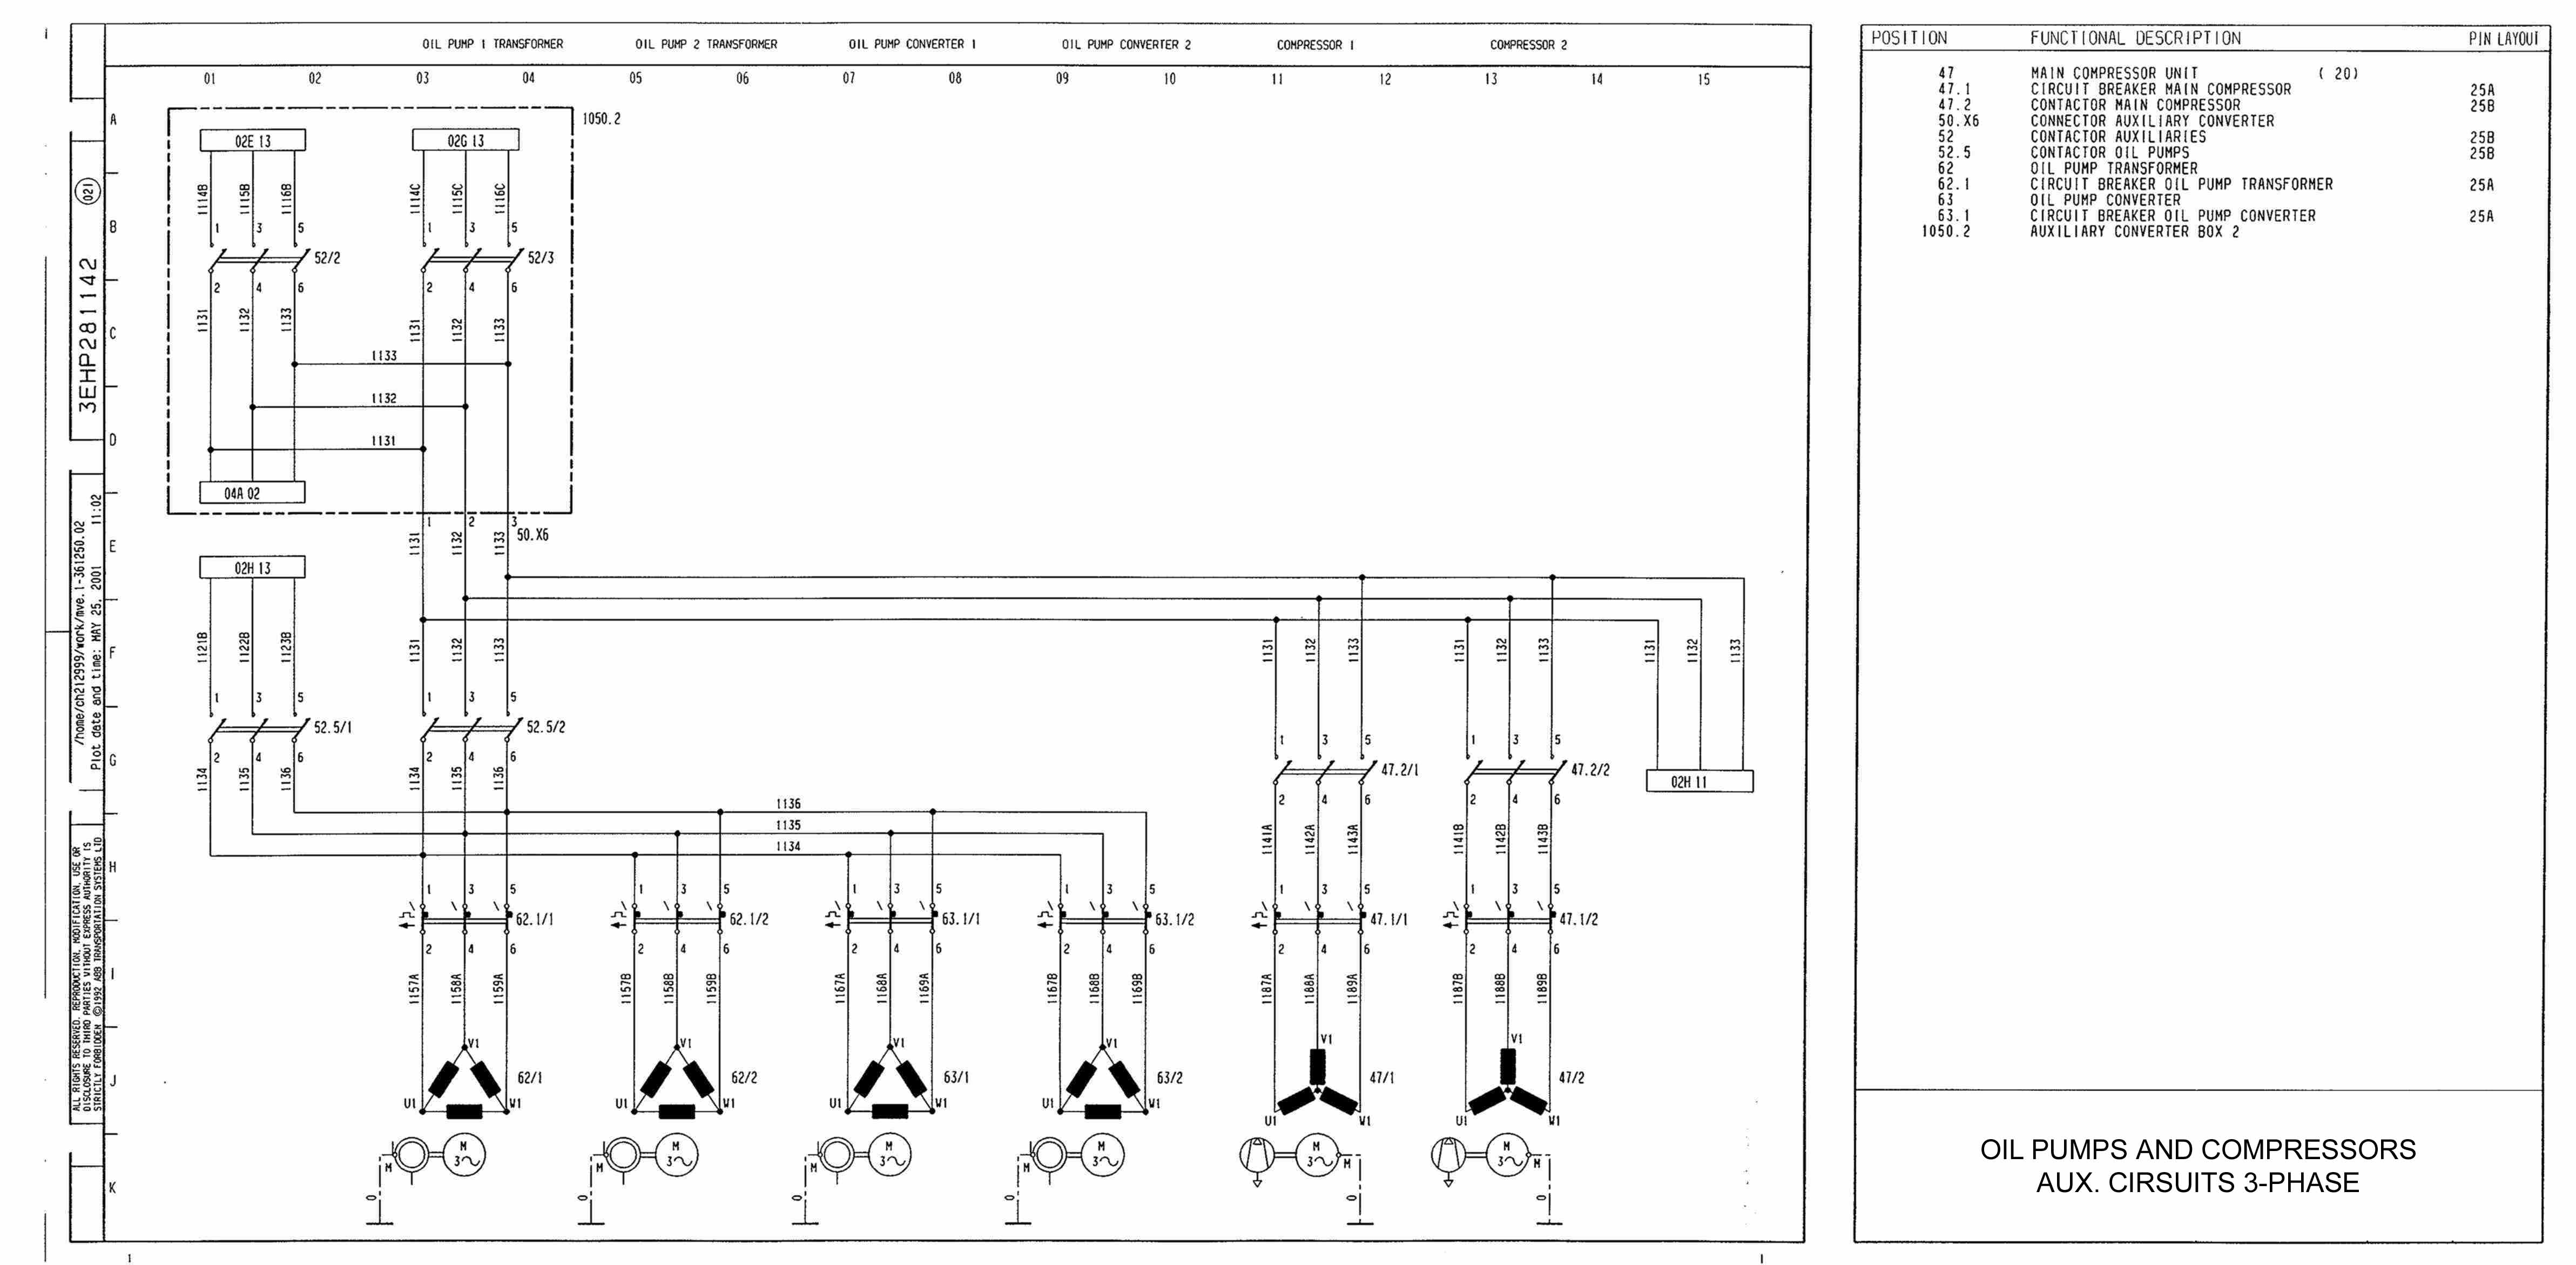 OIL PUMP 1 TRANSFORMER OIL PUMP 2 TRANSFORMER OIL PUMP CONVERTER 1 OIL PUMP CONVERTER 2 COMPRESSOR 1 COMPRESSOR 2
01 02 03 04 05 06 07 08 09 10 11 12 13 14 15
A
B
C
D
E
F
G
H
I
J
K
1050.2
02E 13 02G 13
1114B 1115B 1116B 1114C 1115C 1116C
1 3 5 1 3 5
52/2 52/3
2 4 6 2 4 6
1131 1132 1133 1131 1132 1133
1133
1132
1131
04A 02
1 2 3
50.X6
1131 1132 1133
02H 13
1121B 1122B 1123B 1131 1132 1133 1131 1132 1133 1131 1132 1133 1131 1132 1133
1 3 5 1 3 5
52.5/1 52.5/2
2 4 6 2 4 6
1134 1135 1136 1134 1135 1136
1 3 5 1 3 5
47.2/1 47.2/2
02H 11
2 4 6 2 4 6
1136
1135
1134
1141A 1142A 1143A 1141B 1142B 1143B
1 3 5 1 3 5 1 3 5 1 3 5 1 3 5 1 3 5
62.1/1 62.1/2 63.1/1 63.1/2 47.1/1 47.1/2
2 4 6 2 4 6 2 4 6 2 4 6 2 4 6 2 4 6
1157A 1158A 1159A 1157B 1158B 1159B 1167A 1168A 1169A 1167B 1168B 1169B 1187A 1188A 1189A 1187B 1188B 1189B
V1 V1 V1 V1 V1 V1
62/1 62/2 63/1 63/2 47/1 47/2
U1 W1 U1 W1 U1 W1 U1 W1 U1 W1 U1 W1
M M M M M M
3 3 3 3 3 3
M M M M M M
0 0 0 0 0 0
3EHP281142
021
/home/ch212999/work/mve.1-361250.02
Plot date and time: MAY 25. 2001 11:02
ALL RIGHTS RESERVED. REPRODUCTION, MODIFICATION, USE OR
DISCLOSURE TO THIRD PARTIES WITHOUT EXPRESS AUTHORITY IS
STRICTLY FORBIDDEN ©1992 ABB TRANSPORTATION SYSTEMS LTD
1 1
POSITION FUNCTIONAL DESCRIPTION PIN LAYOUT
47 MAIN COMPRESSOR UNIT ( 20)
47.1 CIRCUIT BREAKER MAIN COMPRESSOR 25A
47.2 CONTACTOR MAIN COMPRESSOR 25B
50.X6 CONNECTOR AUXILIARY CONVERTER
52 CONTACTOR AUXILIARIES 25B
52.5 CONTACTOR OIL PUMPS 25B
62 OIL PUMP TRANSFORMER
62.1 CIRCUIT BREAKER OIL PUMP TRANSFORMER 25A
63 OIL PUMP CONVERTER
63.1 CIRCUIT BREAKER OIL PUMP CONVERTER 25A
1050.2 AUXILIARY CONVERTER BOX 2
OIL PUMPS AND COMPRESSORS
AUX. CIRSUITS 3-PHASE